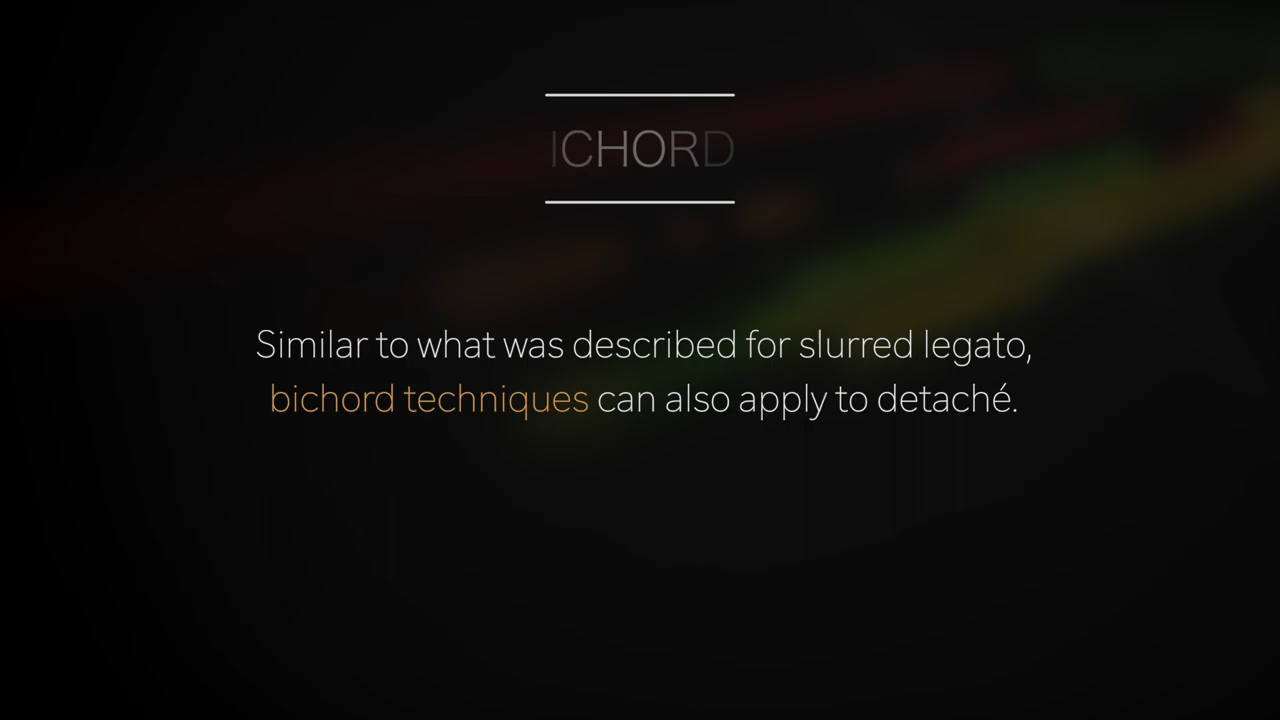 ICHORD
Similar to what was described for slurred legato,
bichord techniques can also apply to detaché.